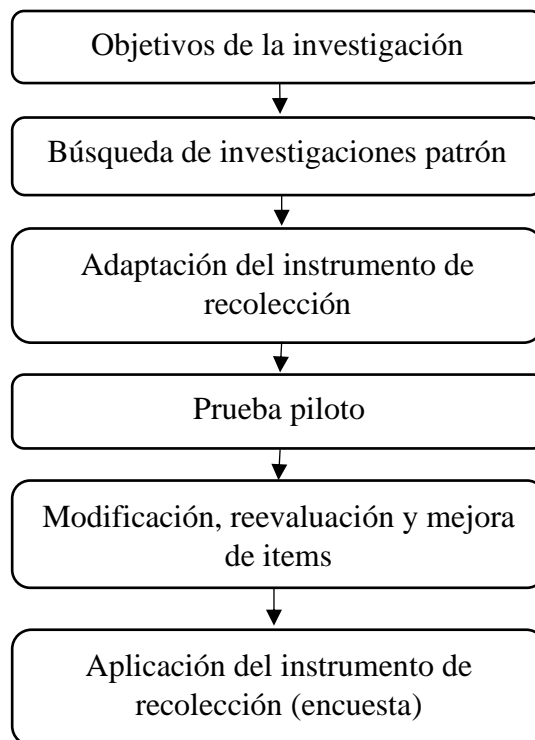 Objetivos de la investigación
Búsqueda de investigaciones patrón
Adaptación del instrumento de
recolección
Prueba piloto
Modificación, reevaluación y mejora
de items
Aplicación del instrumento de
recolección (encuesta)